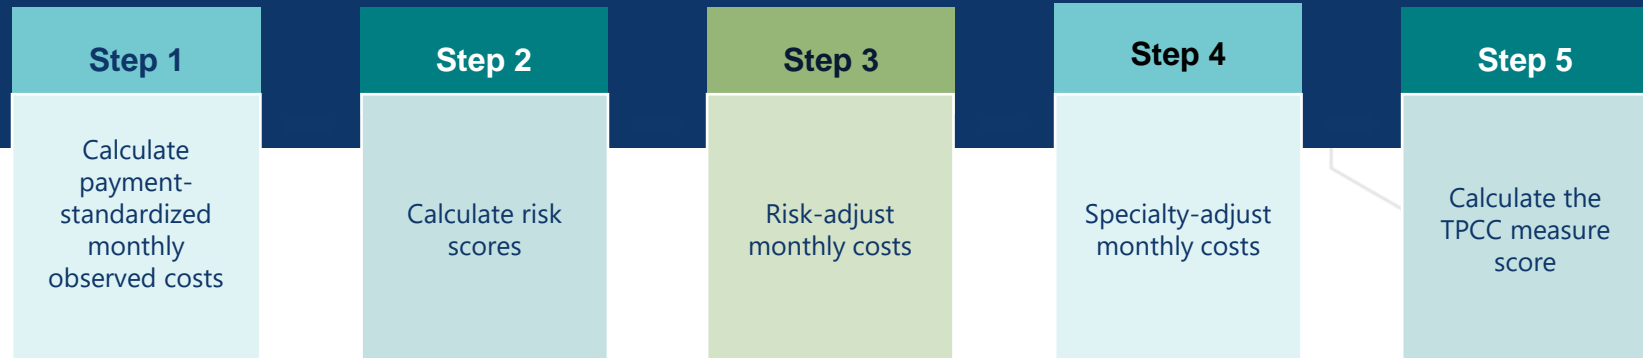 Step 1
Calculate
payment-
standardized
monthly
observed costs
Step 2
Calculate risk
scores
Step 3
Risk-adjust
monthly costs
Step 4
Specialty-adjust
monthly costs
Step 5
Calculate the
TPCC measure
score